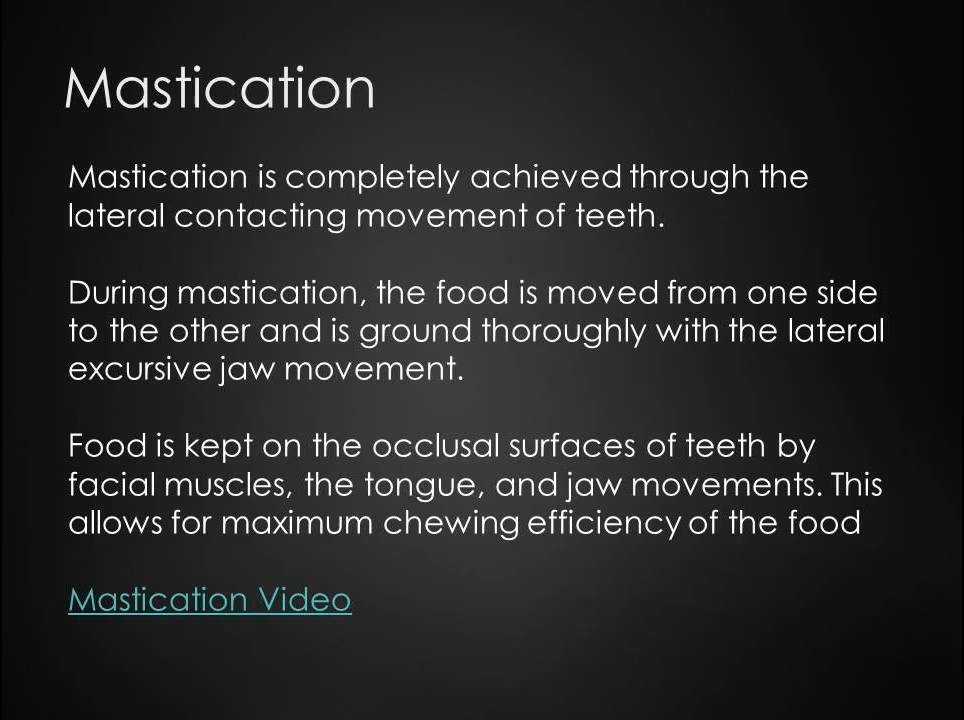 Mastication
Mastication is completely achieved through the
lateral contacting movement of teeth.
During mastication, the food is moved from one side
to the other and is ground thoroughly with the lateral
excursive jaw movement.
Food is kept on the occlusal surfaces of teeth by
facial muscles, the tongue, and jaw movements. This
allows for maximum chewing efficiency of the food
Mastication Video